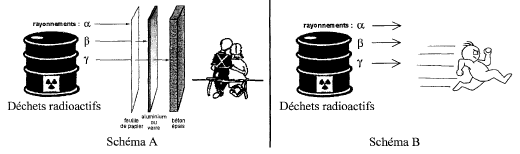 A
rayonnements : α
β
γ
Déchets radioactifs
feuille
de papier
aluminium
ou
verre
béton
épais
Schéma A
B
rayonnements : α
β
γ
Déchets radioactifs
Schéma B